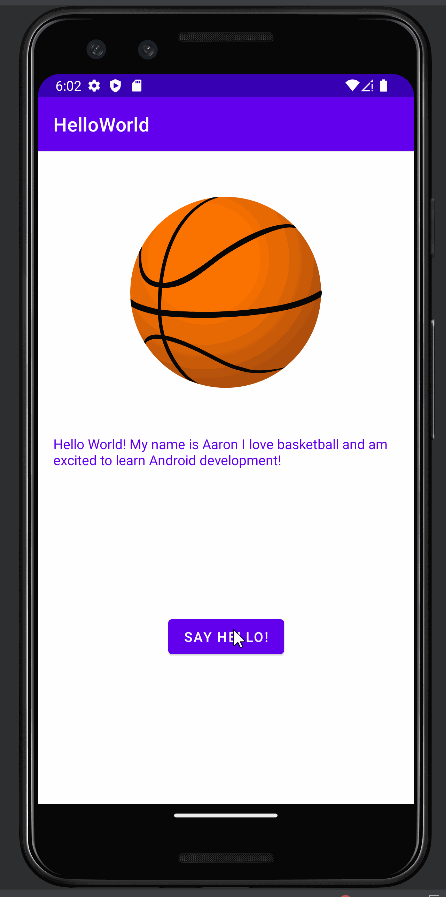 6:02
HelloWorld
Hello World! My name is Aaron I love basketball and am
excited to learn Android development!
SAY HELLO!